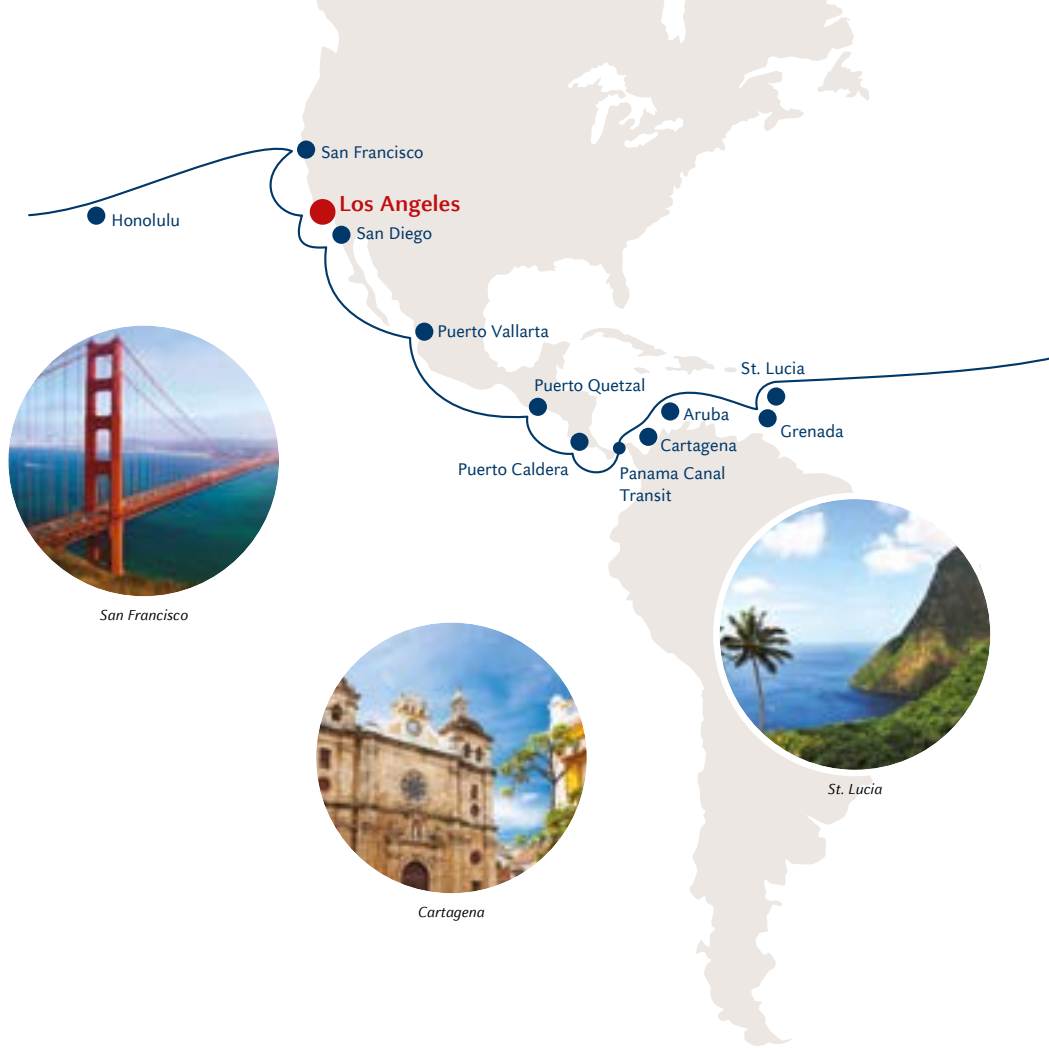 San Francisco
Los Angeles
Honolulu
San Diego
Puerto Vallarta
St. Lucia
Puerto Quetzal
Aruba
Grenada
Cartagena
Puerto Caldera
Panama Canal
Transit
San Francisco
St. Lucia
Cartagena